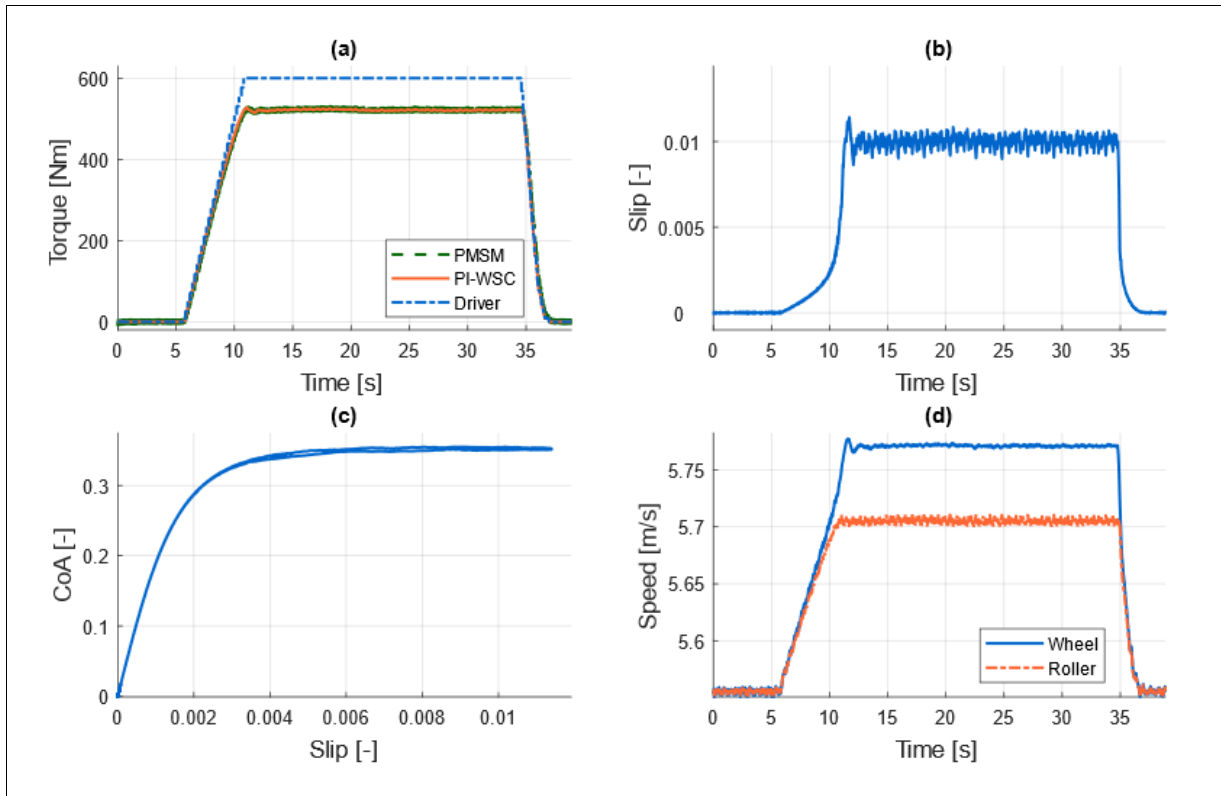 (a)
600
400
200
0
Torque [Nm]
PMSM
PI-WSC
Driver
0 5 10 15 20 25 30 35
Time [s]
(b)
0.01
0.005
0
Slip [-]
0 5 10 15 20 25 30 35
Time [s]
(c)
0.3
0.2
0.1
0
CoA [-]
0 0.002 0.004 0.006 0.008 0.01
Slip [-]
(d)
5.75
5.7
5.65
5.6
Speed [m/s]
Wheel
Roller
0 5 10 15 20 25 30 35
Time [s]